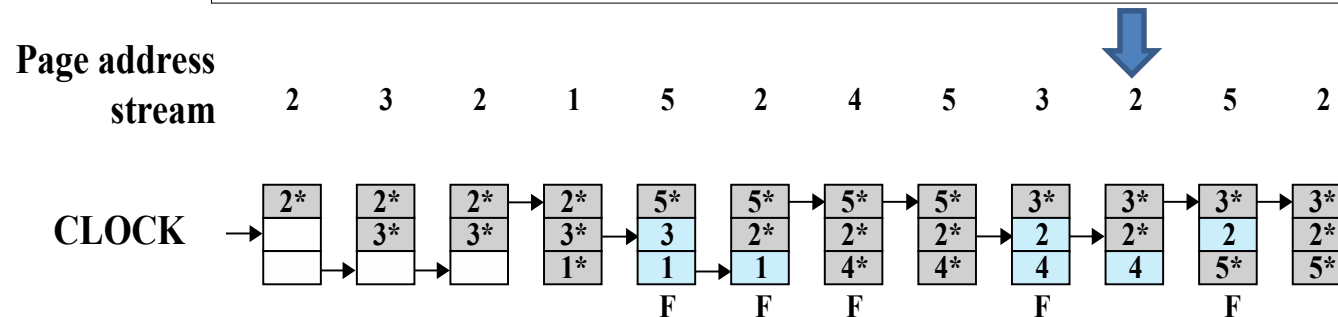 Page address
stream 2 3 2 1 5 2 4 5 3 2 5 2
CLOCK
2* 2* 2* 2* 5* 5* 5* 5* 3* 3* 3* 3*
3* 3* 3* 3 2* 2* 2* 2 2* 2 2*
1* 1 1 4* 4* 4 4 5* 5*
F F F F F